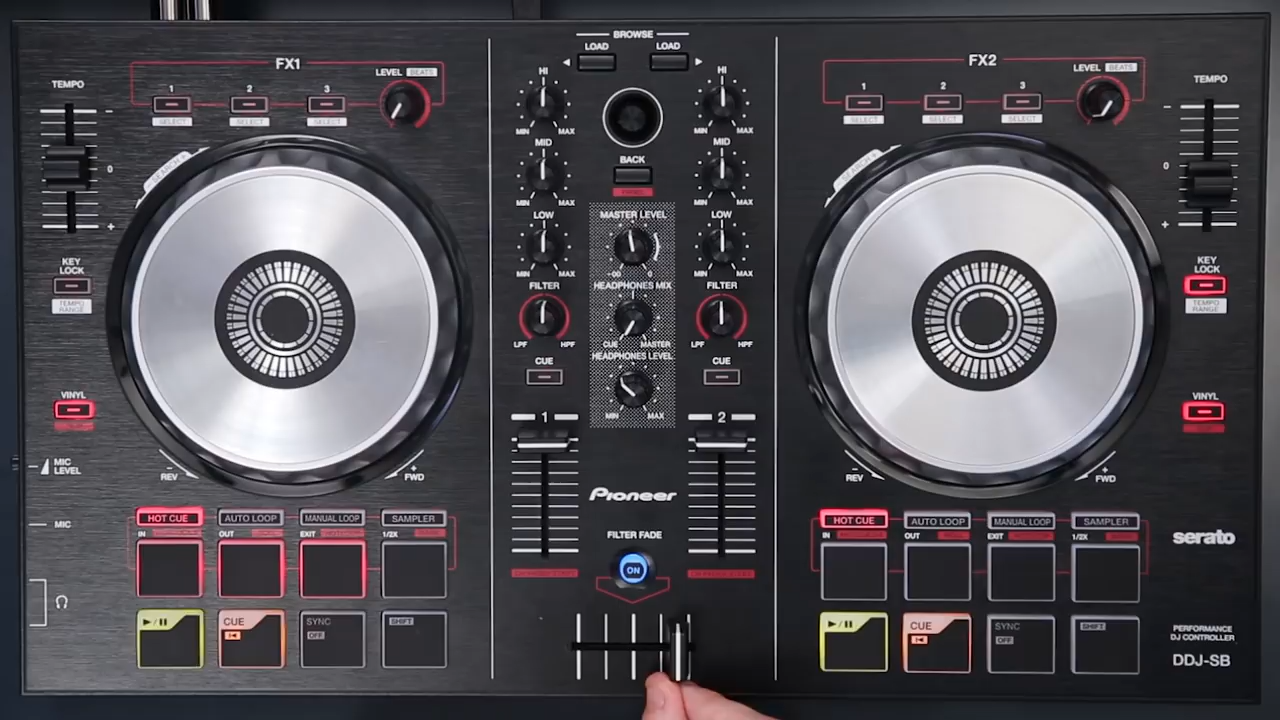 BROWSE
LOAD LOAD
FX1
FX2
TEMPO
1 2 3
SELECT SELECT SELECT
LEVEL BEATS
HI HI
MIN MAX MIN MAX
1 2 3
SELECT SELECT SELECT
LEVEL BEATS
TEMPO
- 0 +
- 0 +
SEARCH
SEARCH
MID MID
MIN MAX MIN MAX
BACK
LOW LOW
MIN MAX MIN MAX
MASTER LEVEL
-∞ 0
HEADPHONES MIX
CUE MASTER
HEADPHONES LEVEL
MIN MAX
KEY LOCK
TEMPO RANGE
KEY LOCK
TEMPO RANGE
FILTER FILTER
LPF HPF LPF HPF
CUE CUE
VINYL
VINYL
1 2
MIC LEVEL
MIC
- REV
+ FWD
- REV
+ FWD
Pioneer
FILTER FADE
ON
HOT CUE AUTO LOOP MANUAL LOOP SAMPLER
IN OUT EXIT 1/2X
CUE SYNC OFF SHIFT
HOT CUE AUTO LOOP MANUAL LOOP SAMPLER
IN OUT EXIT 1/2X
CUE SYNC OFF SHIFT
serato
PERFORMANCE
DJ CONTROLLER
DDJ-SB